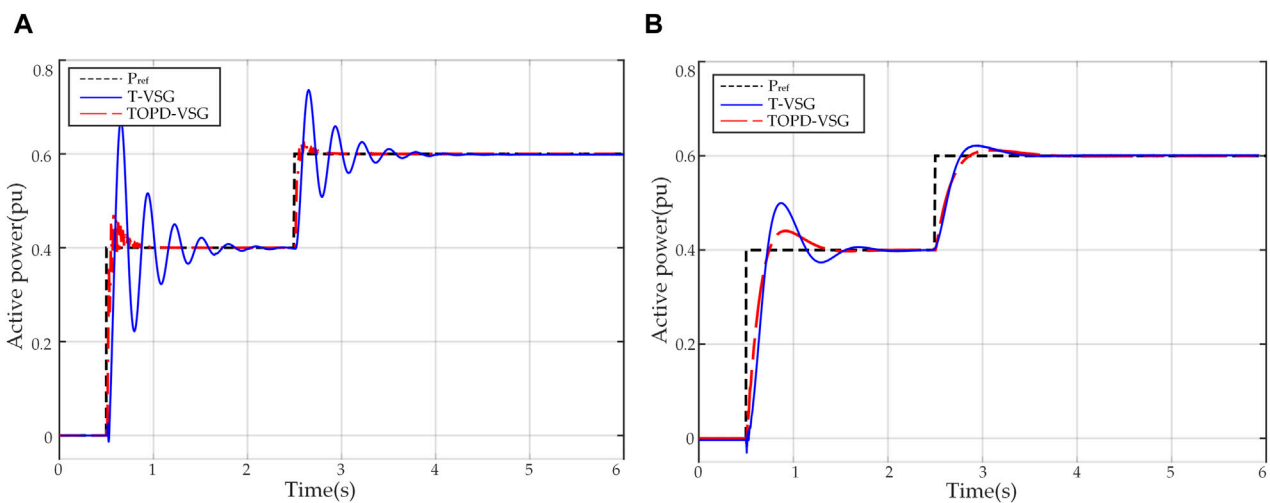 A
0.8
0.6
0.4
0.2
0
0 1 2 3 4 5 6
Active power(pu)
Time(s)
Pref
T-VSG
TOPD-VSG
B
0.8
0.6
0.4
0.2
0
0 1 2 3 4 5 6
Active power(pu)
Time(s)
Pref
T-VSG
TOPD-VSG